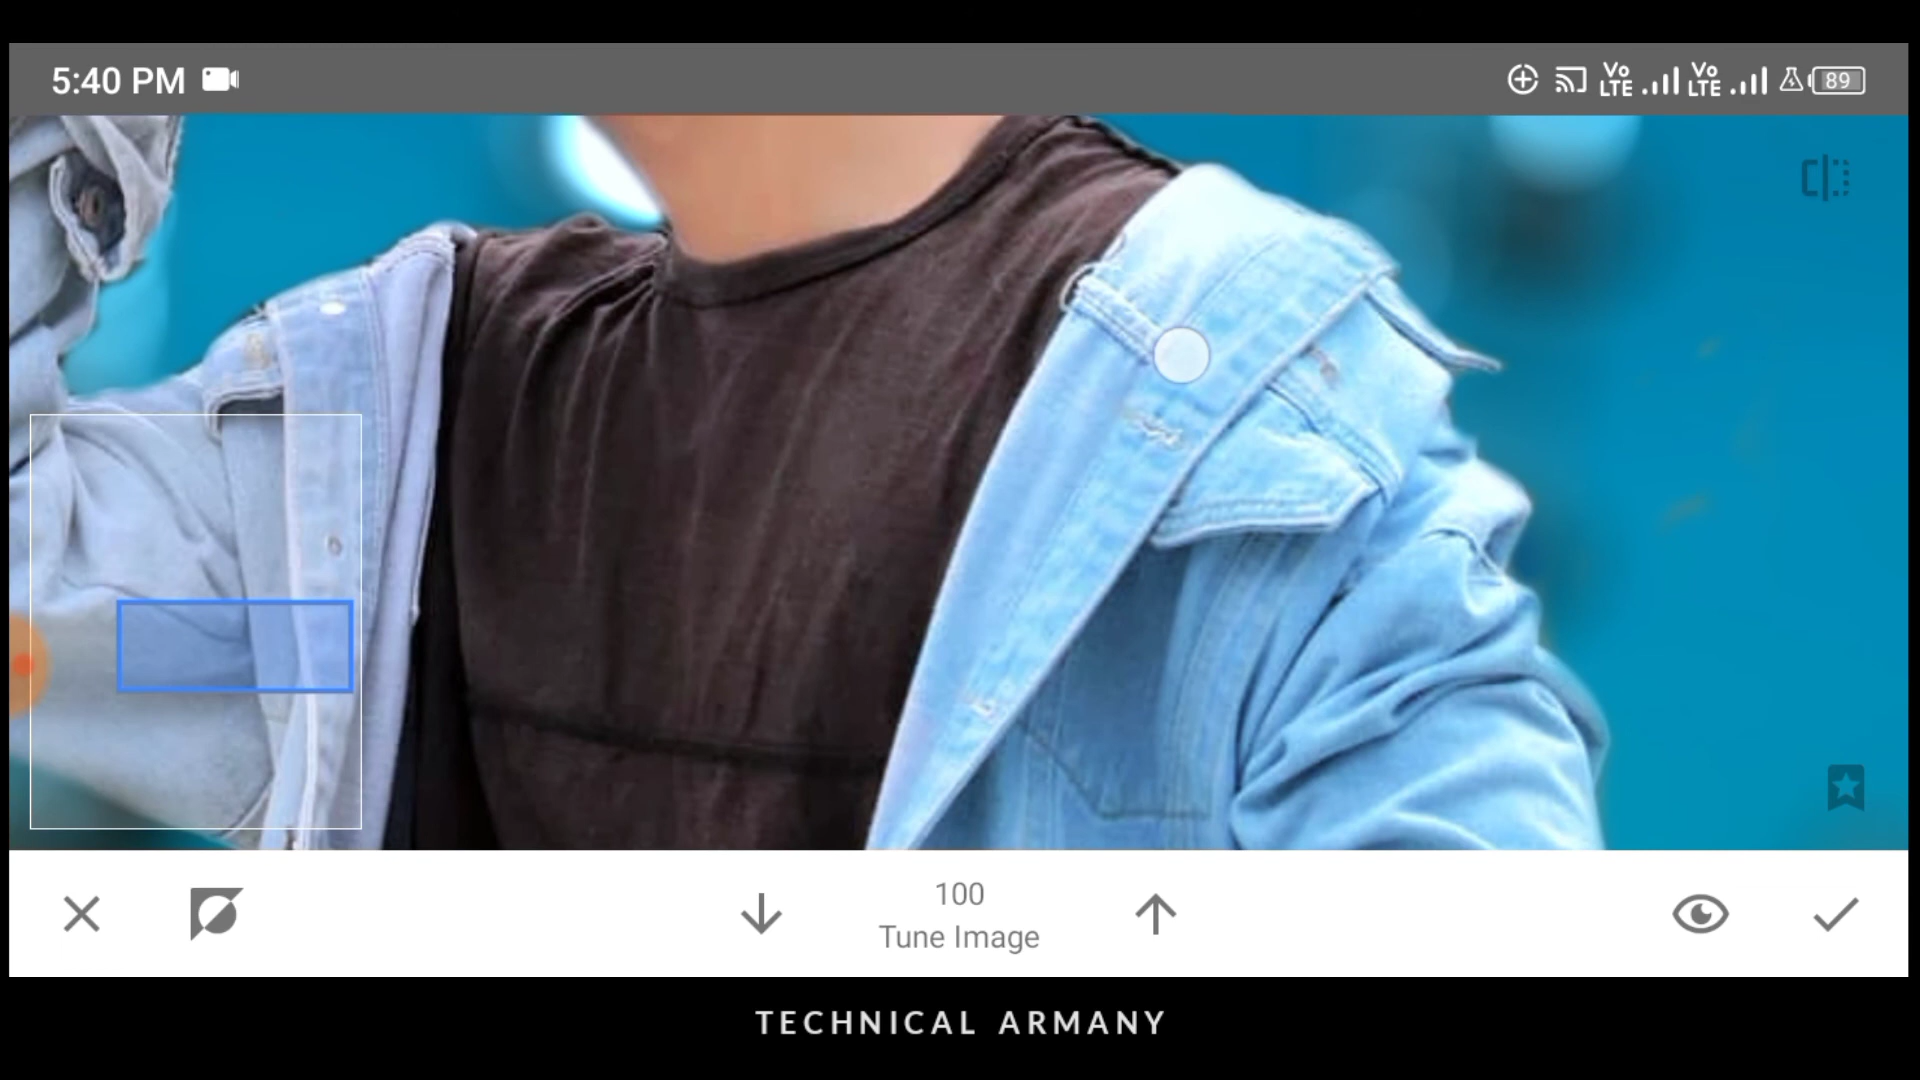 5:40 PM
Vo LTE Vo LTE 89
100
Tune Image
TECHNICAL ARMANY